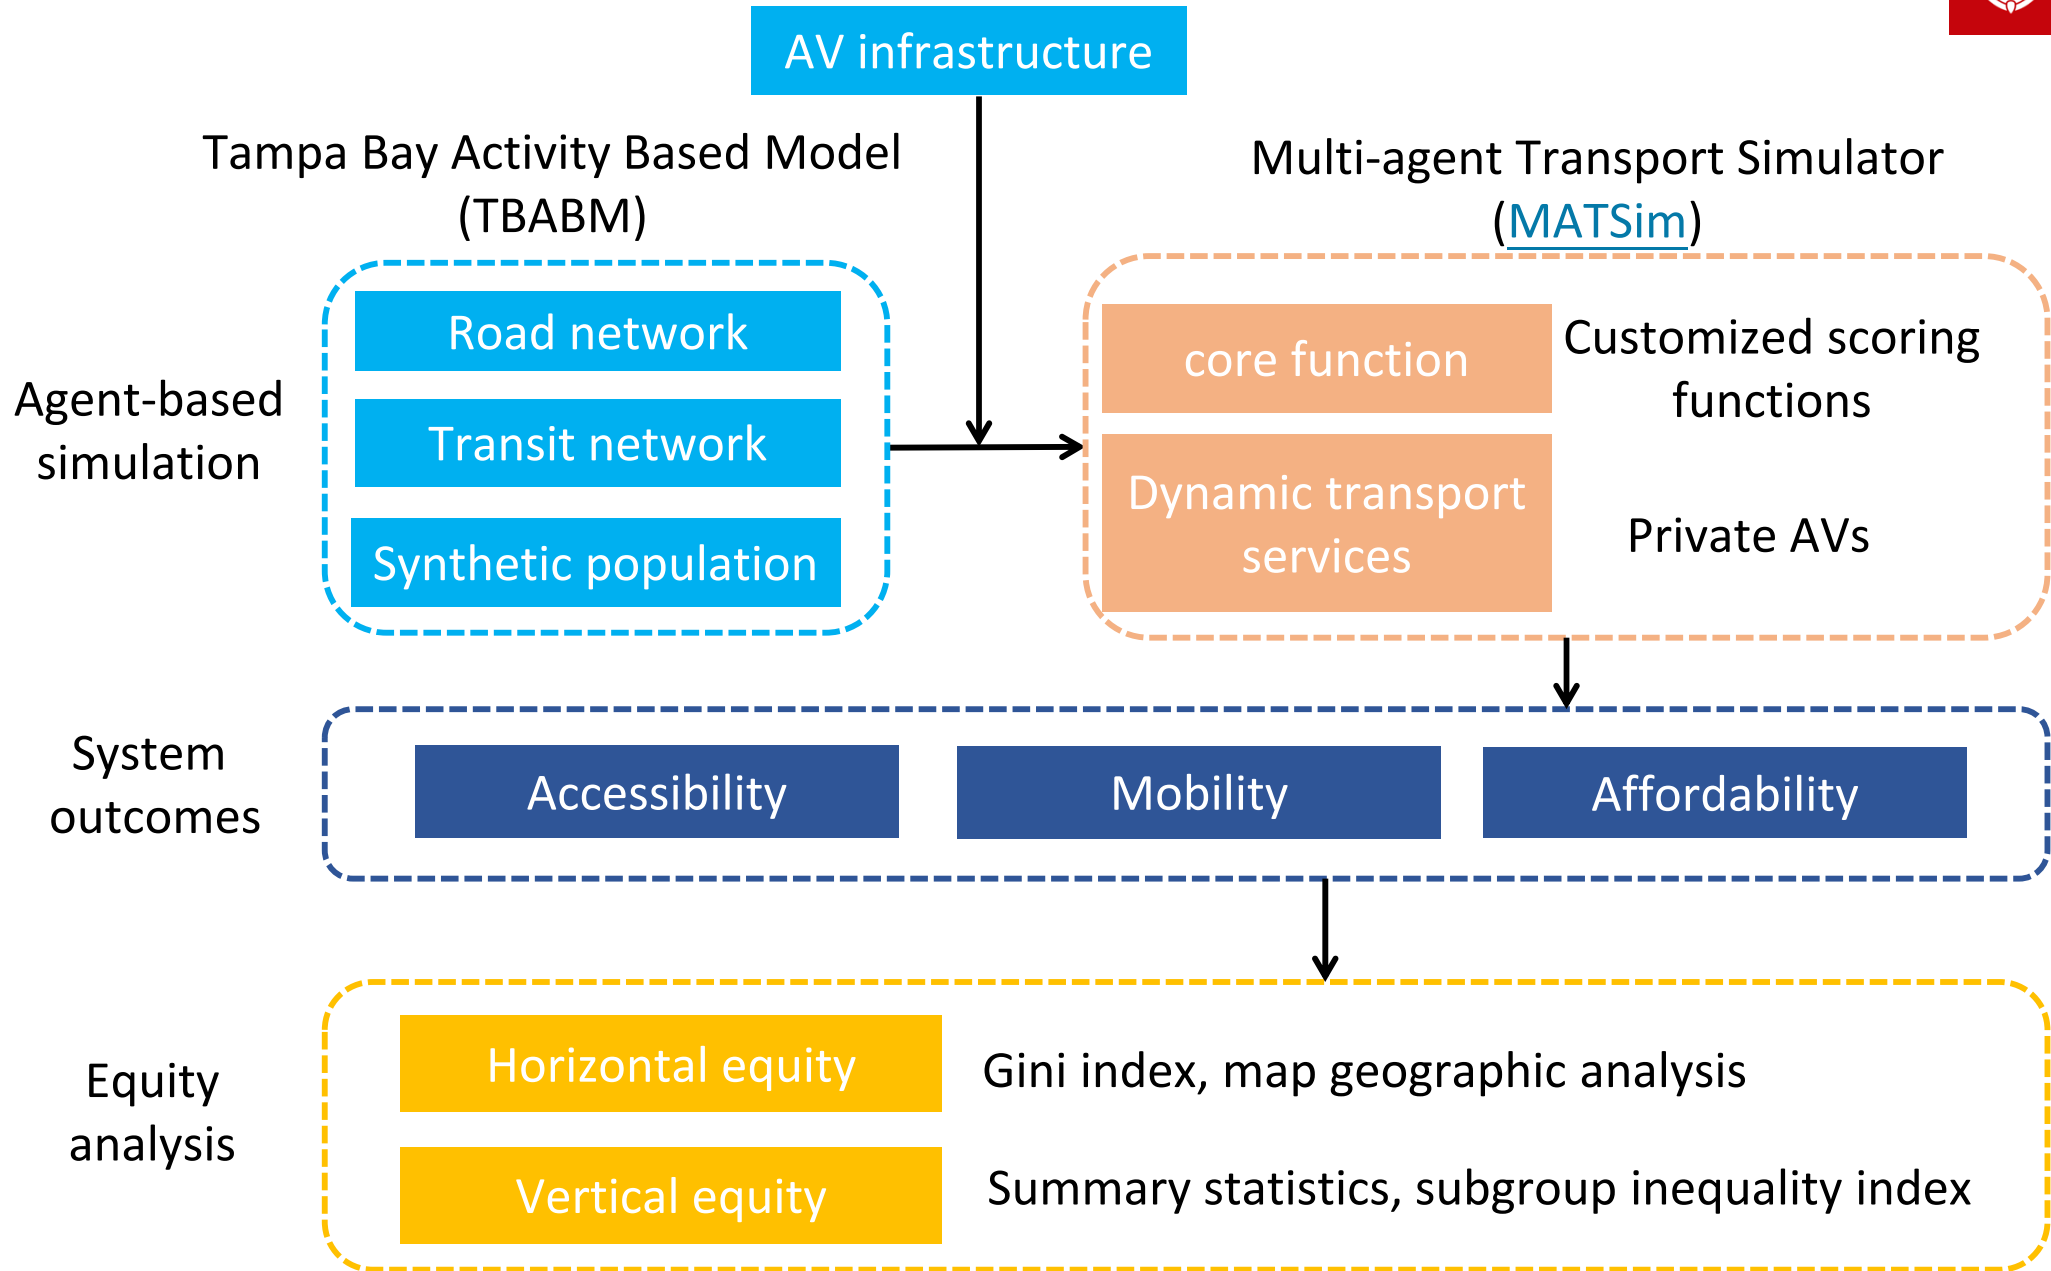 AV infrastructure
Tampa Bay Activity Based Model
(TBABM)
Multi-agent Transport Simulator
(MATSim)
Agent-based
simulation
Road network
Transit network
Synthetic population
core function
Customized scoring
functions
Dynamic transport
services
Private AVs
System
outcomes
Accessibility
Mobility
Affordability
Equity
analysis
Horizontal equity
Gini index, map geographic analysis
Vertical equity
Summary statistics, subgroup inequality index